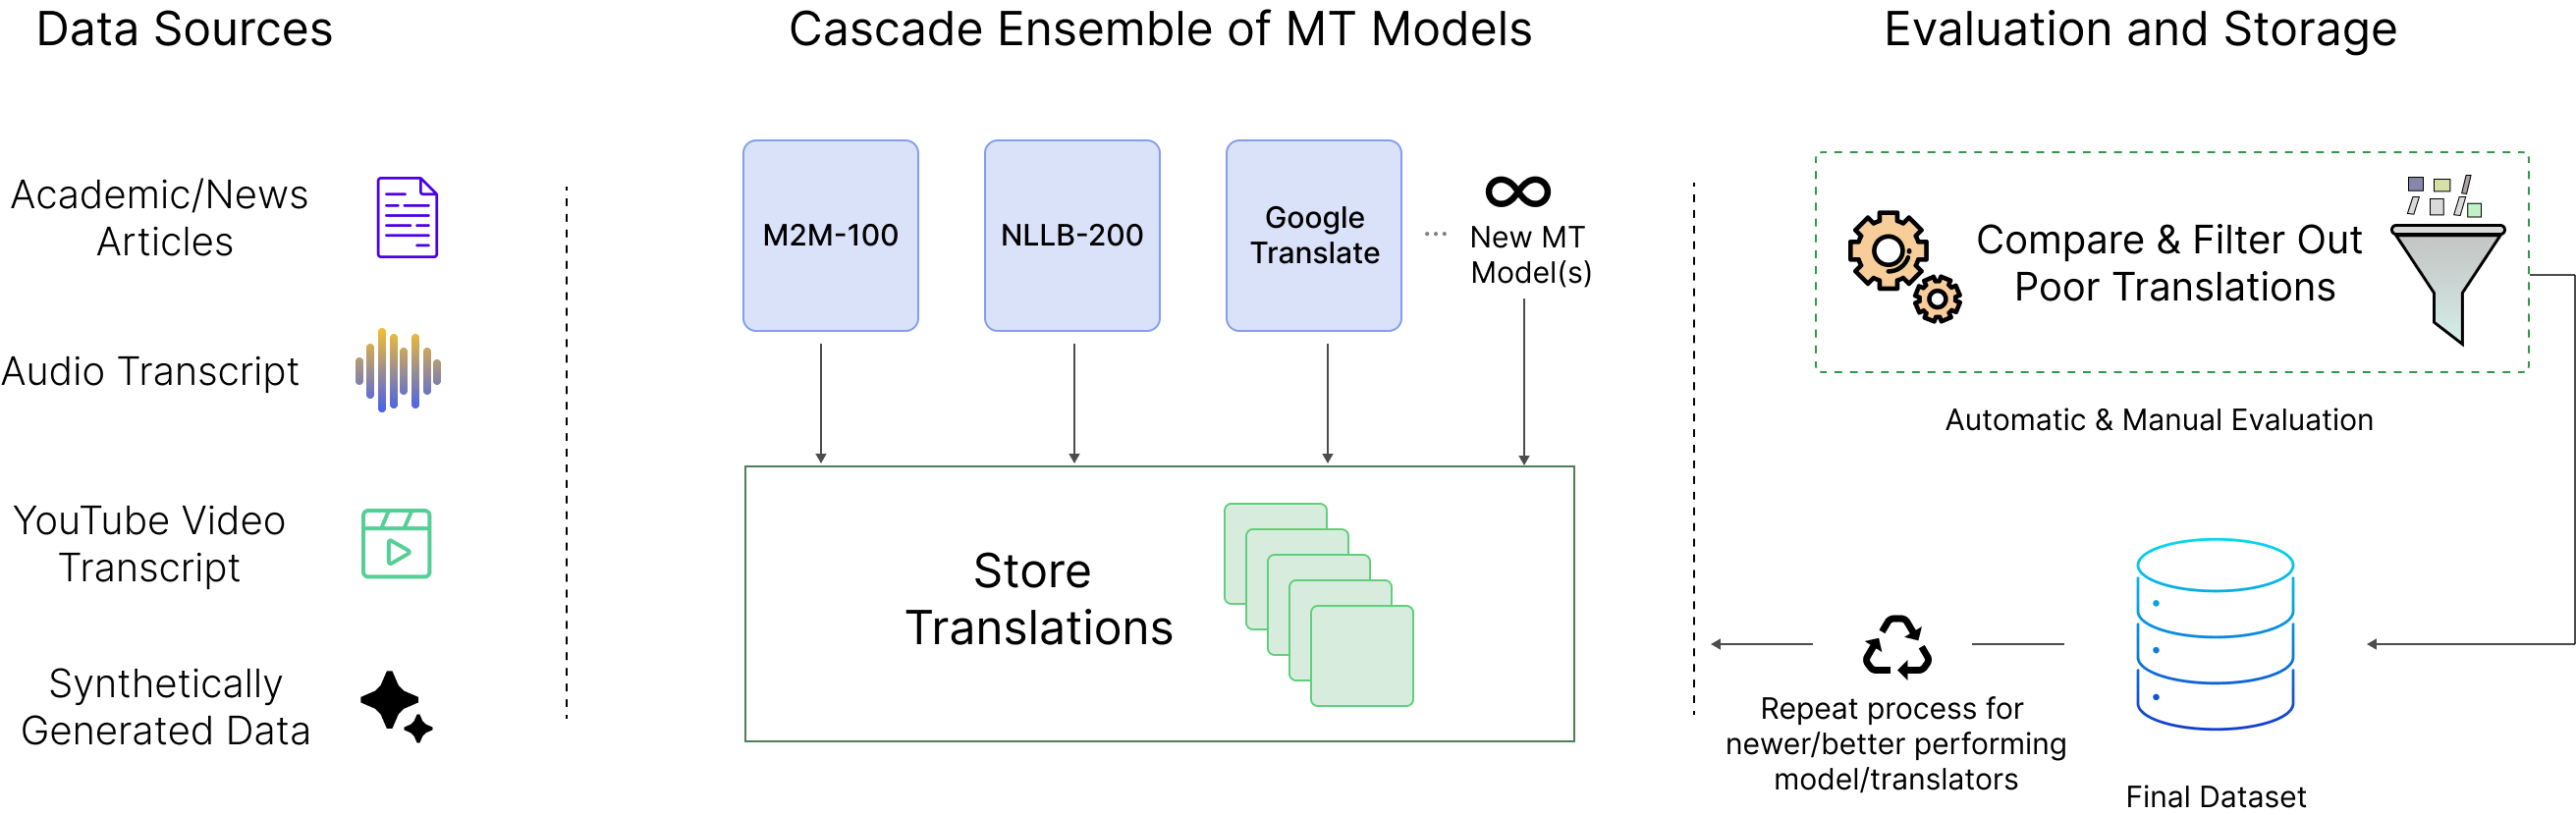 Data Sources
Academic/News
Articles
Audio Transcript
YouTube Video
Transcript
Synthetically
Generated Data
Cascade Ensemble of MT Models
M2M-100
NLLB-200
Google
Translate
...
New MT
Model(s)
Store
Translations
Evaluation and Storage
Compare & Filter Out
Poor Translations
Automatic & Manual Evaluation
Repeat process for
newer/better performing
model/translators
Final Dataset